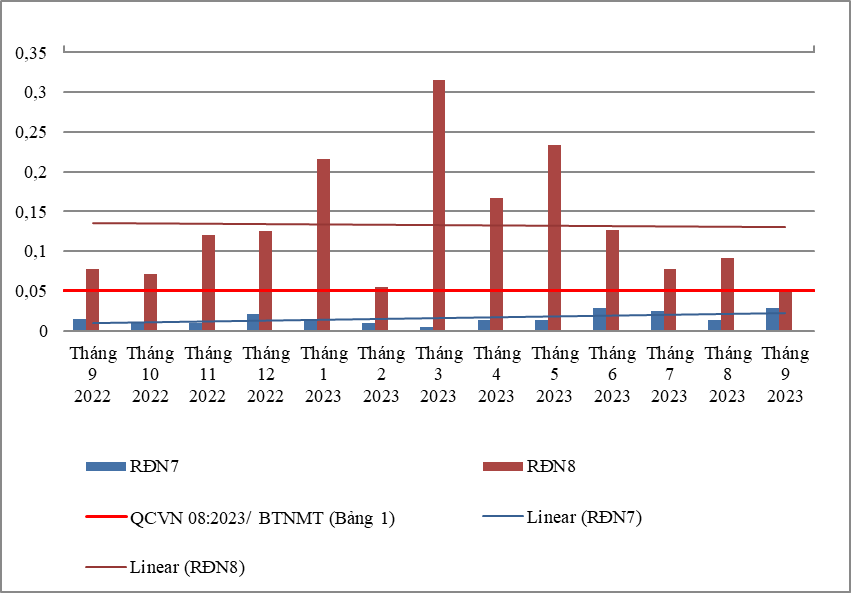 0,35
0,3
0,25
0,2
0,15
0,1
0,05
0
Tháng 9 2022
Tháng 10 2022
Tháng 11 2022
Tháng 12 2022
Tháng 1 2023
Tháng 2 2023
Tháng 3 2023
Tháng 4 2023
Tháng 5 2023
Tháng 6 2023
Tháng 7 2023
Tháng 8 2023
Tháng 9 2023
RĐN7
RĐN8
QCVN 08:2023/ BTNMT (Bảng 1)
Linear (RĐN7)
Linear (RĐN8)